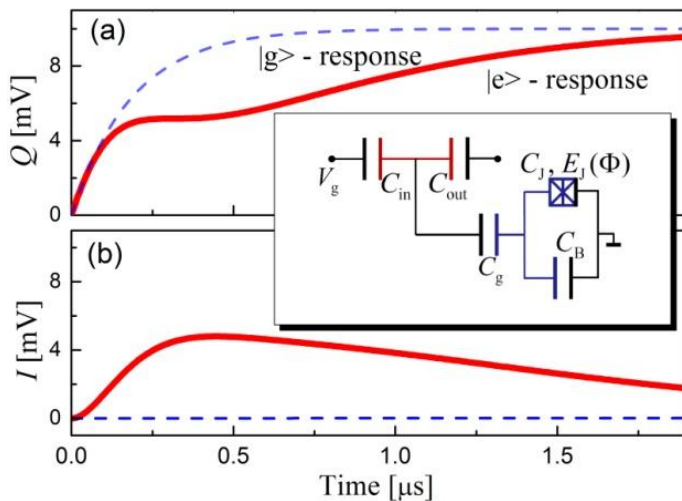 (a)
|g> - response
|e> - response
Q [mV]
8
4
0
V_g
C_in
C_out
C_J, E_J(Φ)
C_g
C_B
(b)
I [mV]
8
4
0
0.0 0.5 1.0 1.5
Time [μs]